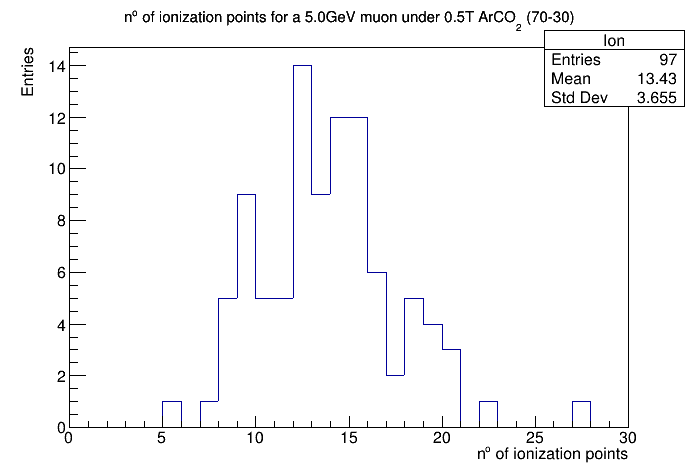 nº of ionization points for a 5.0GeV muon under 0.5T ArCO2 (70-30)
Ion
Entries 97
Mean 13.43
Std Dev 3.655
Entries
14
12
10
8
6
4
2
0
0 5 10 15 20 25 30
nº of ionization points